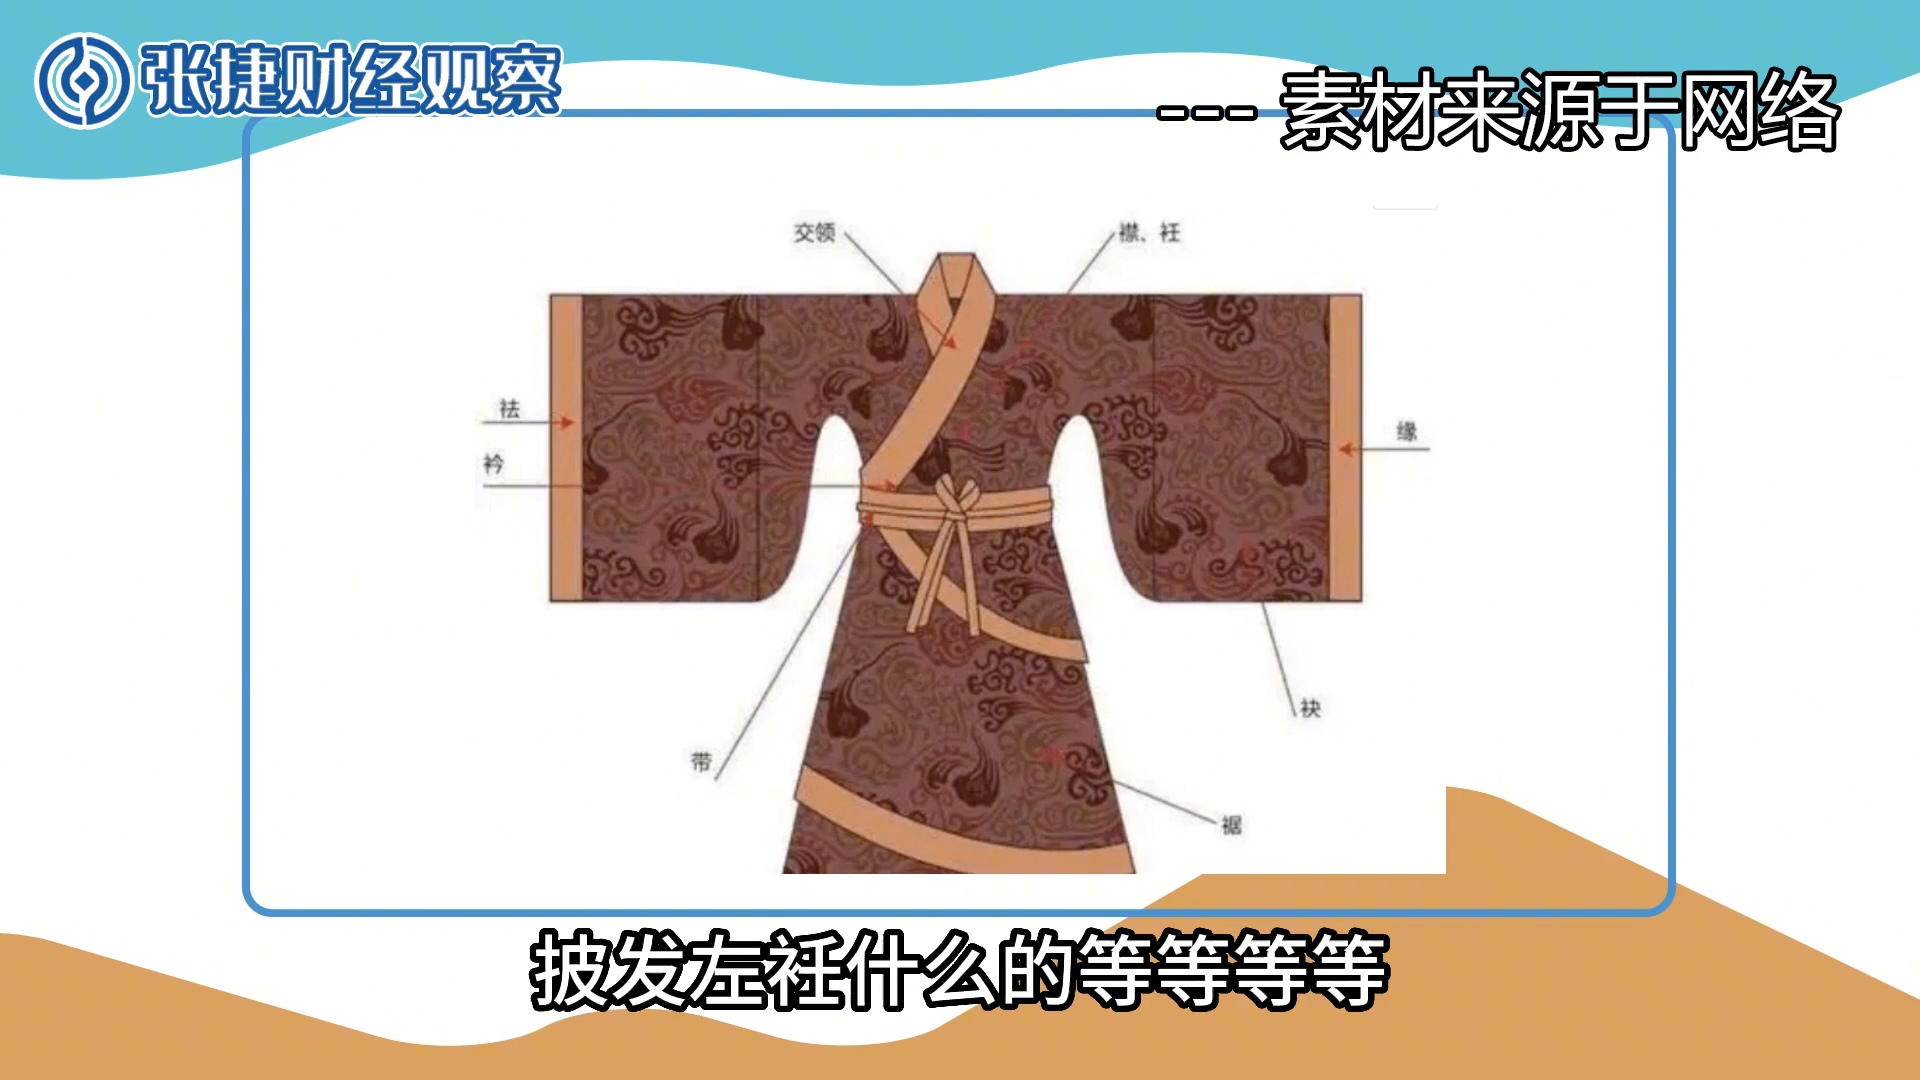 张捷财经观察
--- 素材来源于网络
交领
襟、衽
袪
缘
衿
袂
带
裾
披发左衽什么的等等等等